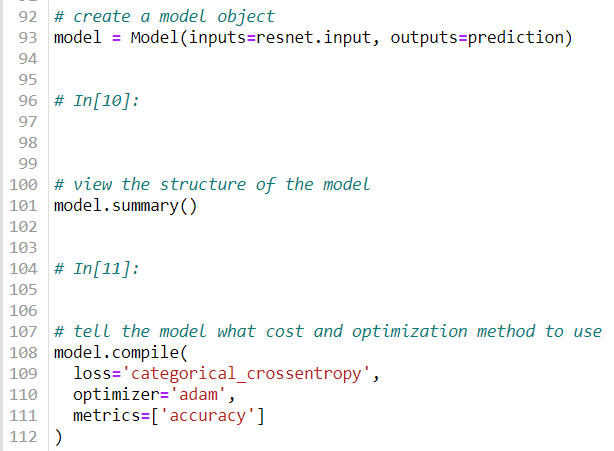 92 # create a model object
93 model = Model(inputs=resnet.input, outputs=prediction)
94
95
96 # In[10]:
97
98
99
100 # view the structure of the model
101 model.summary()
102
103
104 # In[11]:
105
106
107 # tell the model what cost and optimization method to use
108 model.compile(
109   loss='categorical_crossentropy',
110   optimizer='adam',
111   metrics=['accuracy']
112 )